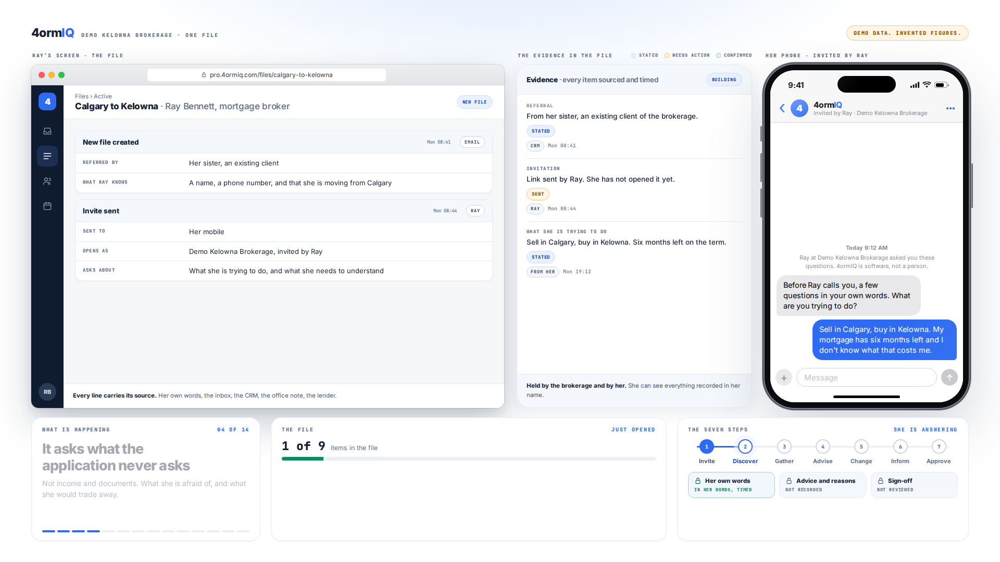 4ormIQ DEMO KELOWNA BROKERAGE · ONE FILE
DEMO DATA. INVENTED FIGURES.
RAY'S SCREEN · THE FILE
pro.4ormiq.com/files/calgary-to-kelowna
4
Files › Active
Calgary to Kelowna · Ray Bennett, mortgage broker
NEW FILE
New file created Mon 08:41 EMAIL
REFERRED BY Her sister, an existing client
WHAT RAY KNOWS A name, a phone number, and that she is moving from Calgary
Invite sent Mon 08:44 RAY
SENT TO Her mobile
OPENS AS Demo Kelowna Brokerage, invited by Ray
ASKS ABOUT What she is trying to do, and what she needs to understand
RB
Every line carries its source. Her own words, the inbox, the CRM, the office note, the lender.
THE EVIDENCE IN THE FILE STATED NEEDS ACTION CONFIRMED
Evidence · every item sourced and timed BUILDING
REFERRAL
From her sister, an existing client of the brokerage.
STATED
CRM Mon 08:41
INVITATION
Link sent by Ray. She has not opened it yet.
SENT
RAY Mon 08:44
WHAT SHE IS TRYING TO DO
Sell in Calgary, buy in Kelowna. Six months left on the term.
STATED
FROM HER Mon 19:12
Held by the brokerage and by her. She can see everything recorded in her
name.
HER PHONE · INVITED BY RAY
9:41
4 4ormIQ
Invited by Ray · Demo Kelowna Brokerage
Today 9:12 AM
Ray at Demo Kelowna Brokerage asked you these
questions. 4ormIQ is software, not a person.
Before Ray calls you, a few
questions in your own words. What
are you trying to do?
Sell in Calgary, buy in Kelowna. My
mortgage has six months left and I
don't know what that costs me.
+ Message
WHAT IS HAPPENING 04 OF 14
It asks what the
application never asks
Not income and documents. What she is afraid of, and what
she would trade away.
THE FILE JUST OPENED
1 of 9 items in the file
THE SEVEN STEPS SHE IS ANSWERING
1 2 3 4 5 6 7
Invite Discover Gather Advise Change Inform Approve
Her own words
IN HER WORDS, TIMED
Advice and reasons
NOT RECORDED
Sign-off
NOT REVIEWED